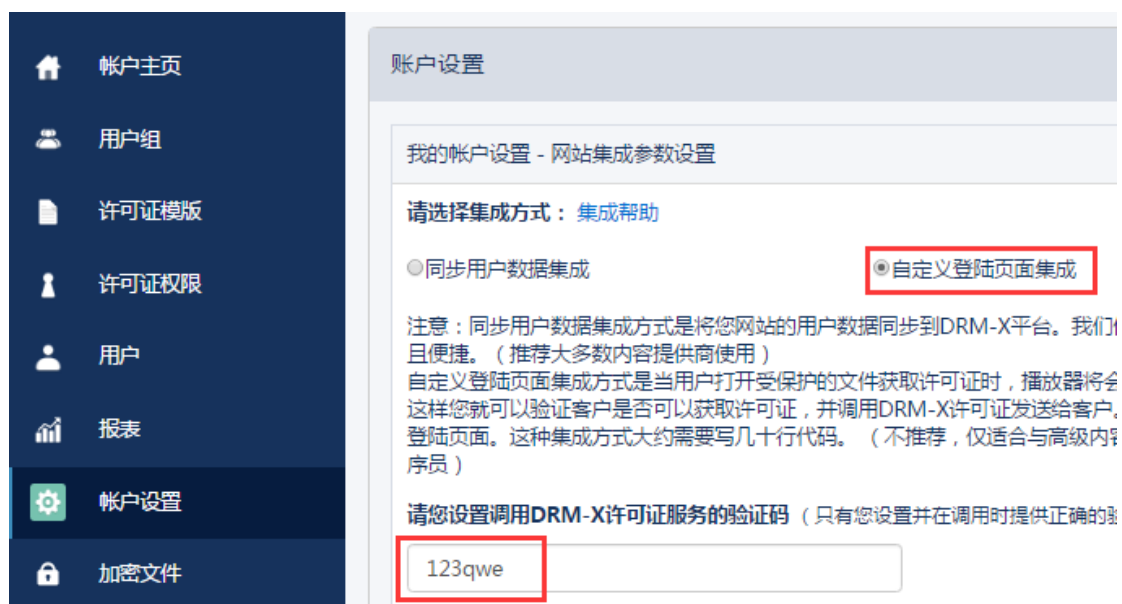 帐户主页
用户组
许可证模版
许可证权限
用户
报表
帐户设置
加密文件
账户设置
我的帐户设置 - 网站集成参数设置
请选择集成方式： 集成帮助
同步用户数据集成
自定义登陆页面集成
注意：同步用户数据集成方式是将您网站的用户数据同步到DRM-X平台。我们
且便捷。（推荐大多数内容提供商使用）
自定义登陆页面集成方式是当用户打开受保护的文件获取许可证时，播放器将会
这样您就可以验证客户是否可以获取许可证，并调用DRM-X许可证发送给客户。
登陆页面。这种集成方式大约需要写几十行代码。 （不推荐，仅适合与高级内容
序员）
请您设置调用DRM-X许可证服务的验证码（只有您设置并在调用时提供正确的验
123qwe